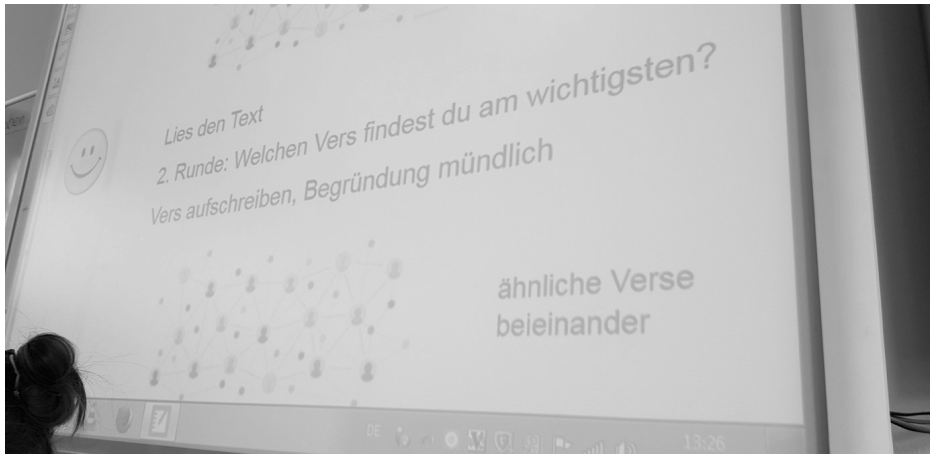 Lies den Text
2. Runde: Welchen Vers findest du am wichtigsten?
Vers aufschreiben, Begründung mündlich
ähnliche Verse
beieinander
DE
13:26